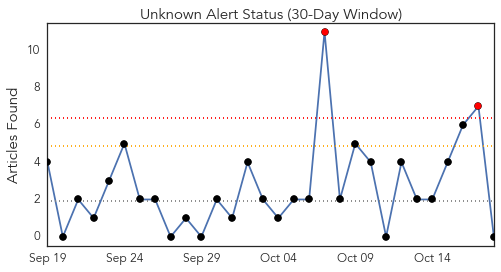 Unknown Alert Status (30-Day Window)
Articles Found
10
8
6
4
2
0
Sep 19 Sep 24 Sep 29 Oct 04 Oct 09 Oct 14